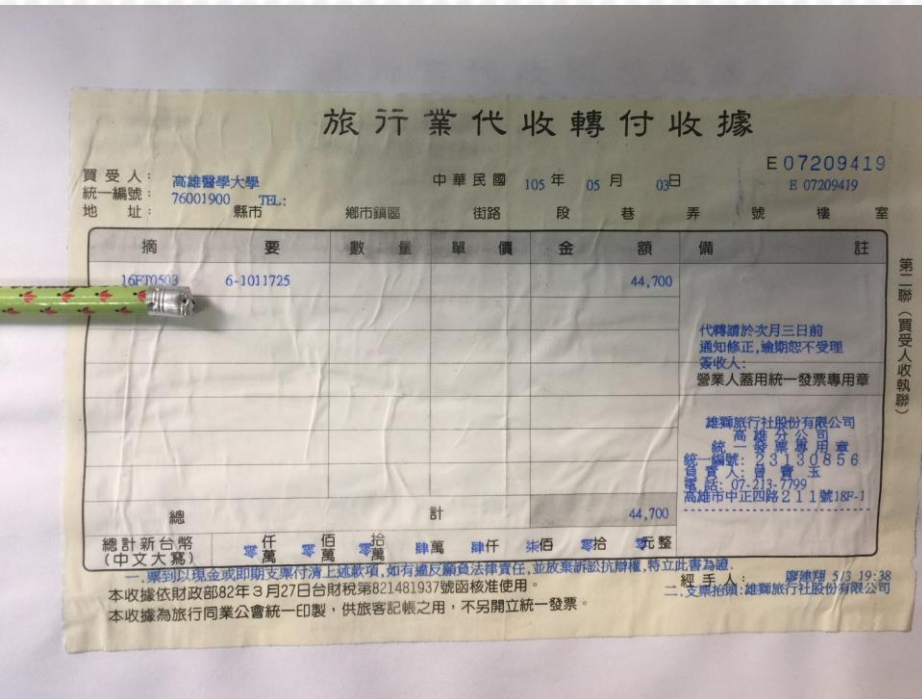 旅行業代收轉付收據
E 07209419
E 07209419
買受人: 高雄醫學大學
中華民國 105 年 05 月 03日
統一編號: 76001900 TEL:
地 址: 縣市 鄉市鎮區 街路 段 巷 弄 號 樓 室
摘 要 數 量 單 價 金 額 備 註
16FT0503 6-1011725 44,700
代轉請於次月三日前
通知修正,逾期恕不受理
簽收人:
營業人蓋用統一發票專用章
雄獅旅行社股份有限公司
高雄分公司
統一發票專用章
統一編號: 23130856
負責人: 曾寶玉
電話: 07-213-7799
高雄市中正四路211號18F-1
總 計 44,700
總計新台幣
(中文大寫)
零仟萬 零佰萬 零拾萬 肆萬 肆仟 柒佰 零拾 零元整
一.票到以現金或即期支票付清上述款項,如有違反願負法律責任,並放棄訴訟抗辯權,特立此書為證.
經手人: 廖建翔 5/3 19:38
二.支票抬頭:雄獅旅行社股份有限公司
本收據依財政部82年3月27日台財稅第821481937號函核准使用。
本收據為旅行同業公會統一印製,供旅客記帳之用,不另開立統一發票。
第二聯(買受人收執聯)